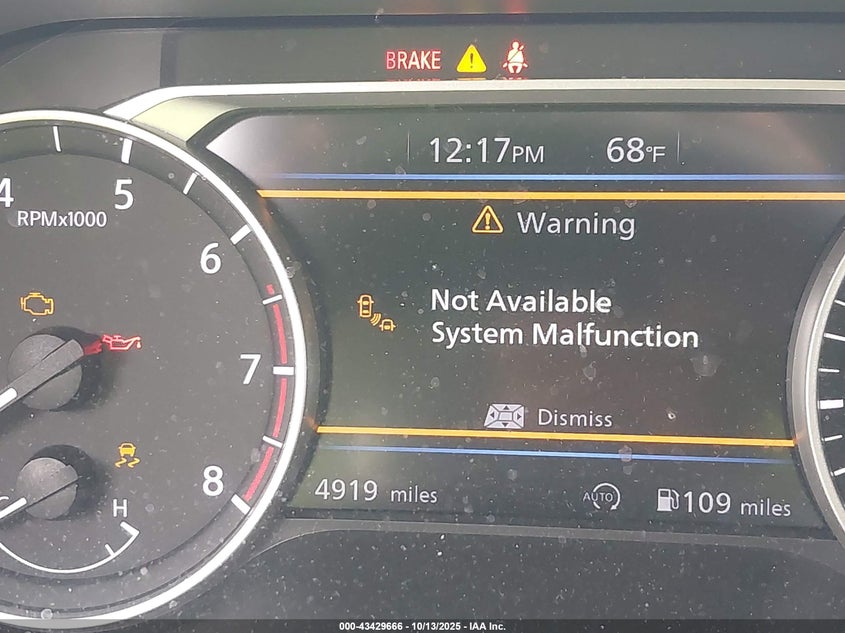 BRAKE
12:17PM 68°F
4 5 6 7 8
RPMx1000
Warning
Not Available
System Malfunction
Dismiss
H
4919 miles AUTO 109 miles
000-43429666 - 10/13/2025 - IAA Inc.